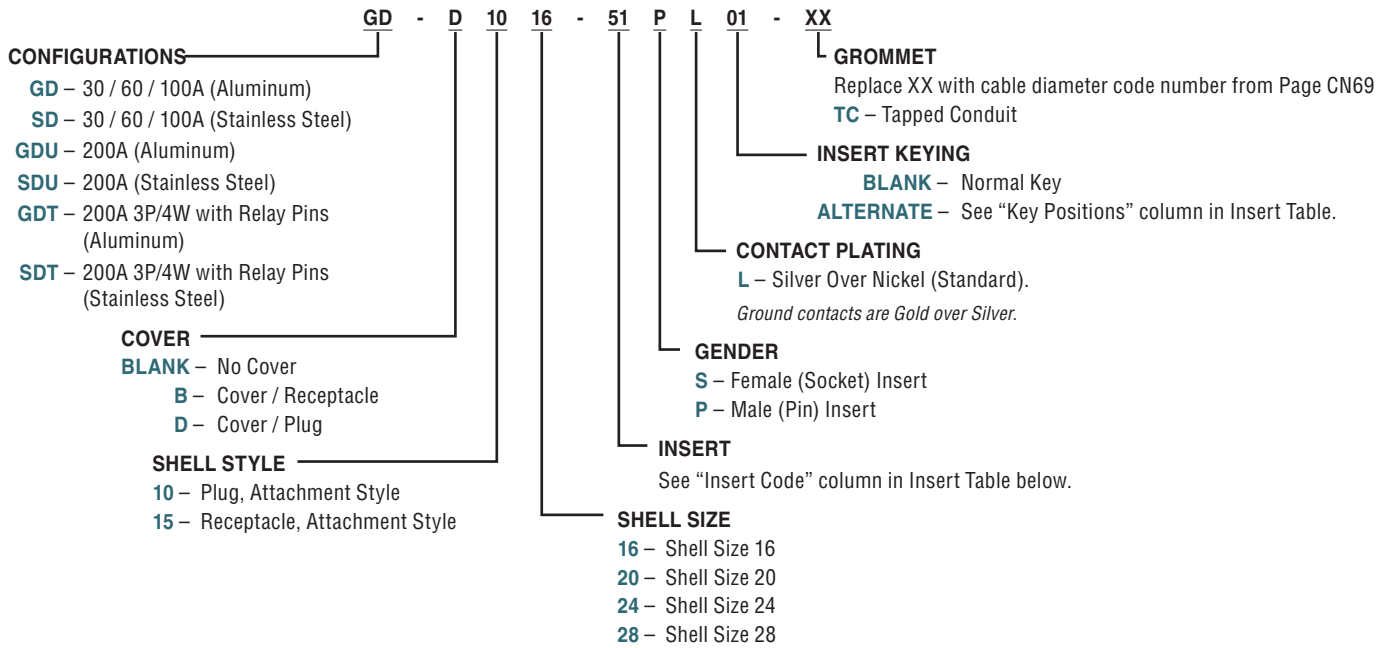 GD - D 10 16 - 51 P L 01 - XX
CONFIGURATIONS
GD – 30 / 60 / 100A (Aluminum)
SD – 30 / 60 / 100A (Stainless Steel)
GDU – 200A (Aluminum)
SDU – 200A (Stainless Steel)
GDT – 200A 3P/4W with Relay Pins
(Aluminum)
SDT – 200A 3P/4W with Relay Pins
(Stainless Steel)
COVER
BLANK – No Cover
B – Cover / Receptacle
D – Cover / Plug
SHELL STYLE
10 – Plug, Attachment Style
15 – Receptacle, Attachment Style
GROMMET
Replace XX with cable diameter code number from Page CN69
TC – Tapped Conduit
INSERT KEYING
BLANK – Normal Key
ALTERNATE – See “Key Positions” column in Insert Table.
CONTACT PLATING
L – Silver Over Nickel (Standard).
Ground contacts are Gold over Silver.
GENDER
S – Female (Socket) Insert
P – Male (Pin) Insert
INSERT
See “Insert Code” column in Insert Table below.
SHELL SIZE
16 – Shell Size 16
20 – Shell Size 20
24 – Shell Size 24
28 – Shell Size 28